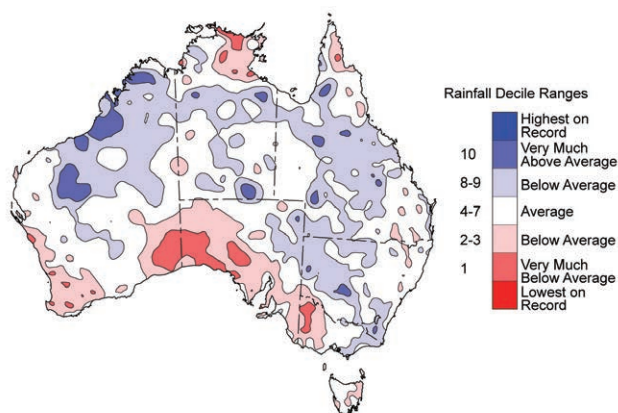 Rainfall Decile Ranges
Highest on
Record
10
Very Much
Above Average
8-9
Below Average
4-7
Average
2-3
Below Average
1
Very Much
Below Average
Lowest on
Record